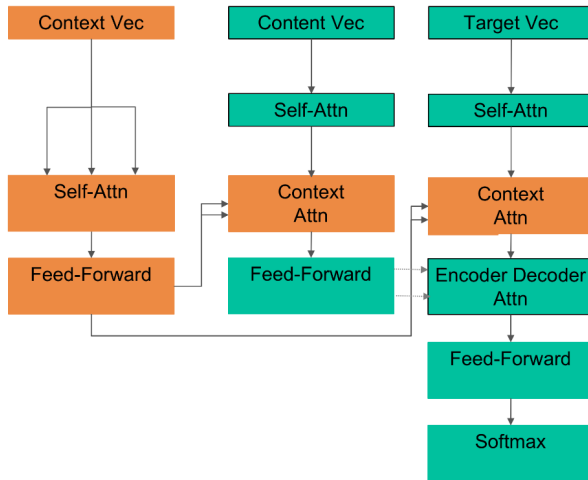 Context Vec
Content Vec
Target Vec
Self-Attn
Self-Attn
Self-Attn
Context
Attn
Context
Attn
Feed-Forward
Feed-Forward
Encoder Decoder
Attn
Feed-Forward
Softmax